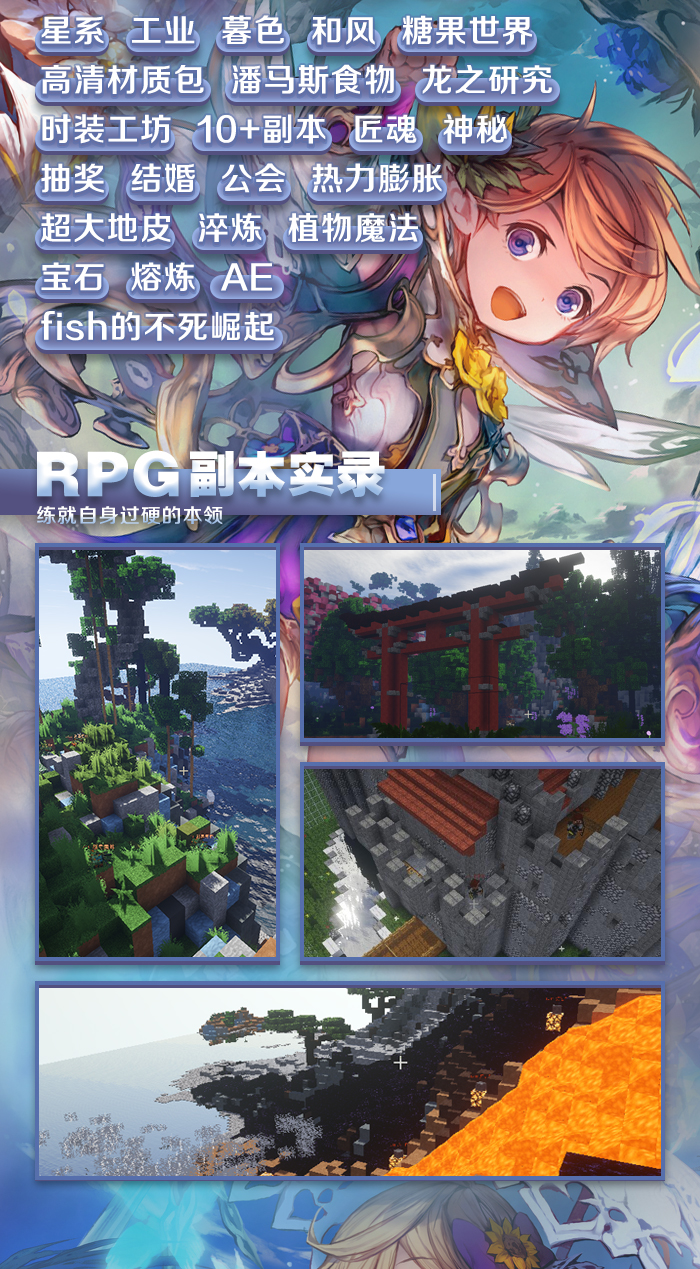 星系 工业 暮色 和风 糖果世界
高清材质包 潘马斯食物 龙之研究
时装工坊 10+副本 匠魂 神秘
抽奖 结婚 公会 热力膨胀
超大地皮 淬炼 植物魔法
宝石 熔炼 AE
fish的不死崛起
RPG副本实录
练就自身过硬的本领